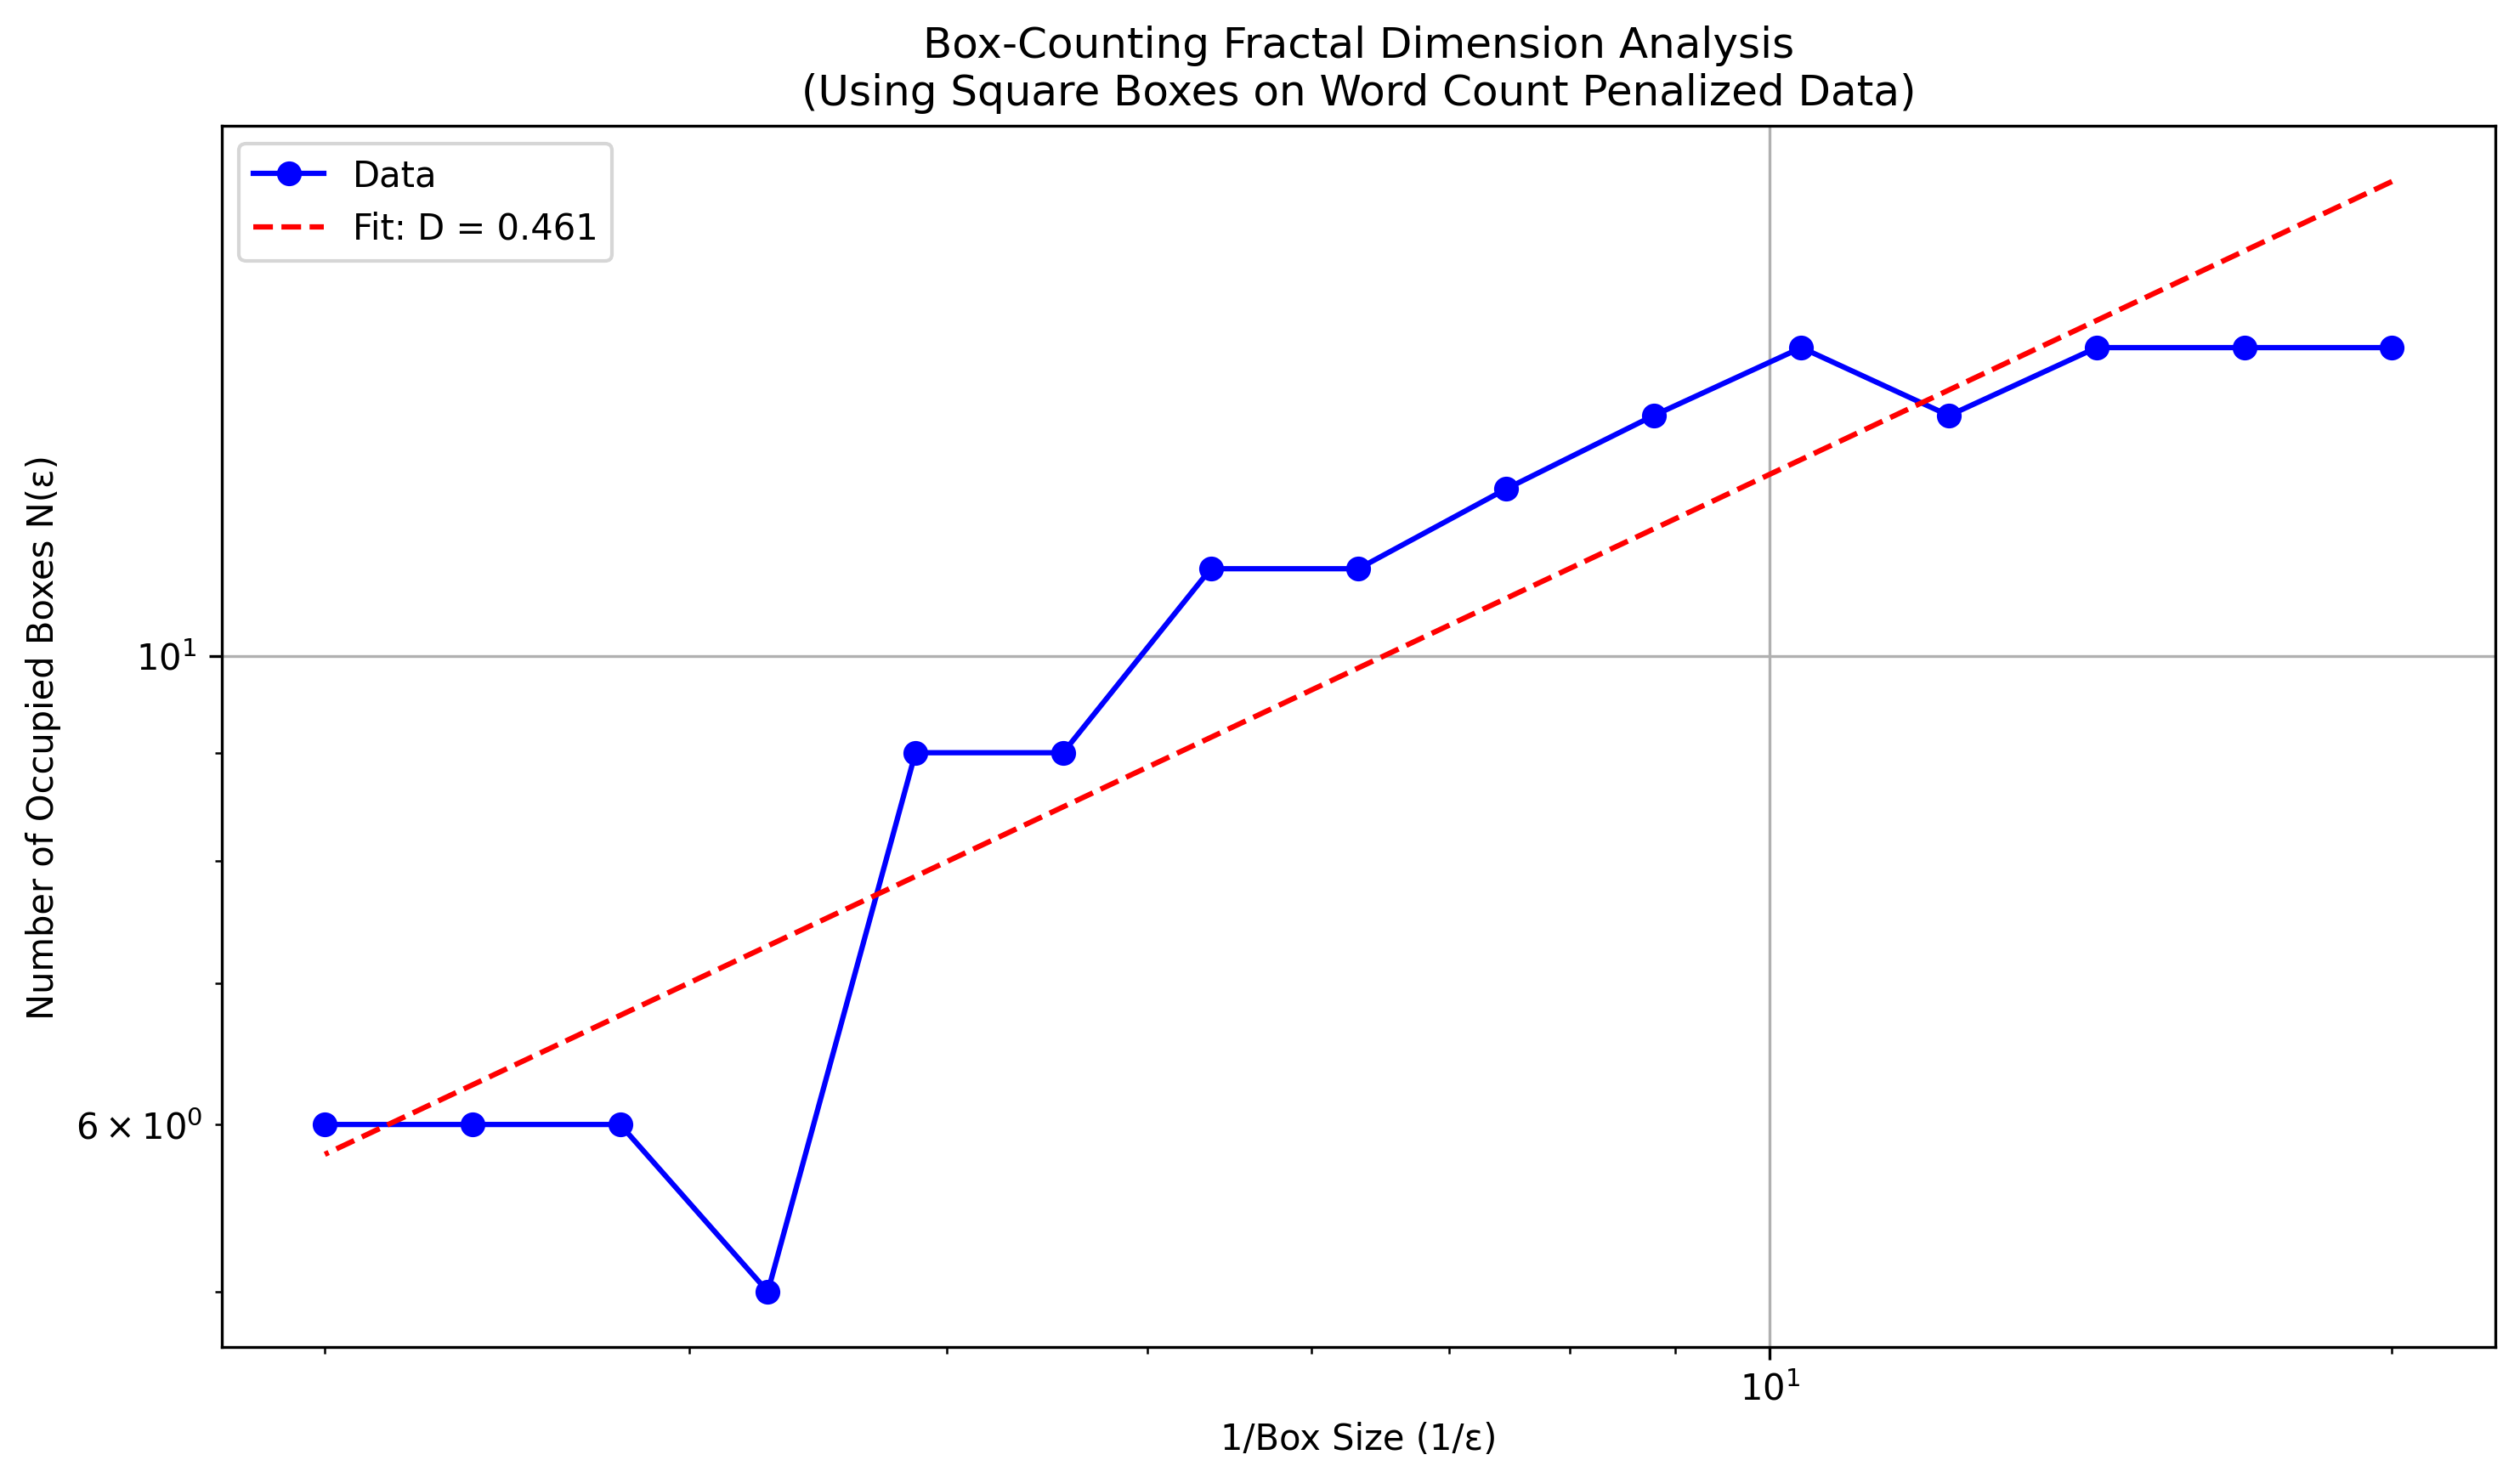 Box-Counting Fractal Dimension Analysis
(Using Square Boxes on Word Count Penalized Data)
Data
Fit: D = 0.461
Number of Occupied Boxes N(ε)
10¹
6 × 10⁰
10¹
1/Box Size (1/ε)